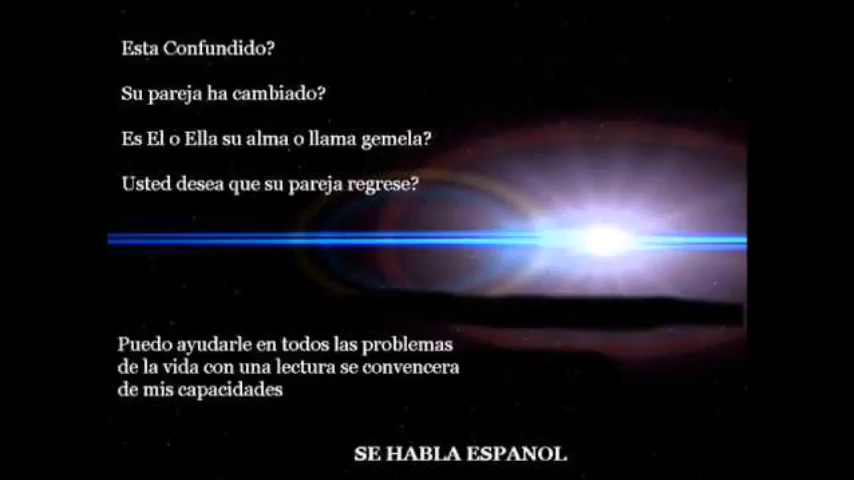 Esta Confundido?
Su pareja ha cambiado?
Es El o Ella su alma o llama gemela?
Usted desea que su pareja regrese?
Puedo ayudarle en todos las problemas
de la vida con una lectura se convencera
de mis capacidades
SE HABLA ESPANOL